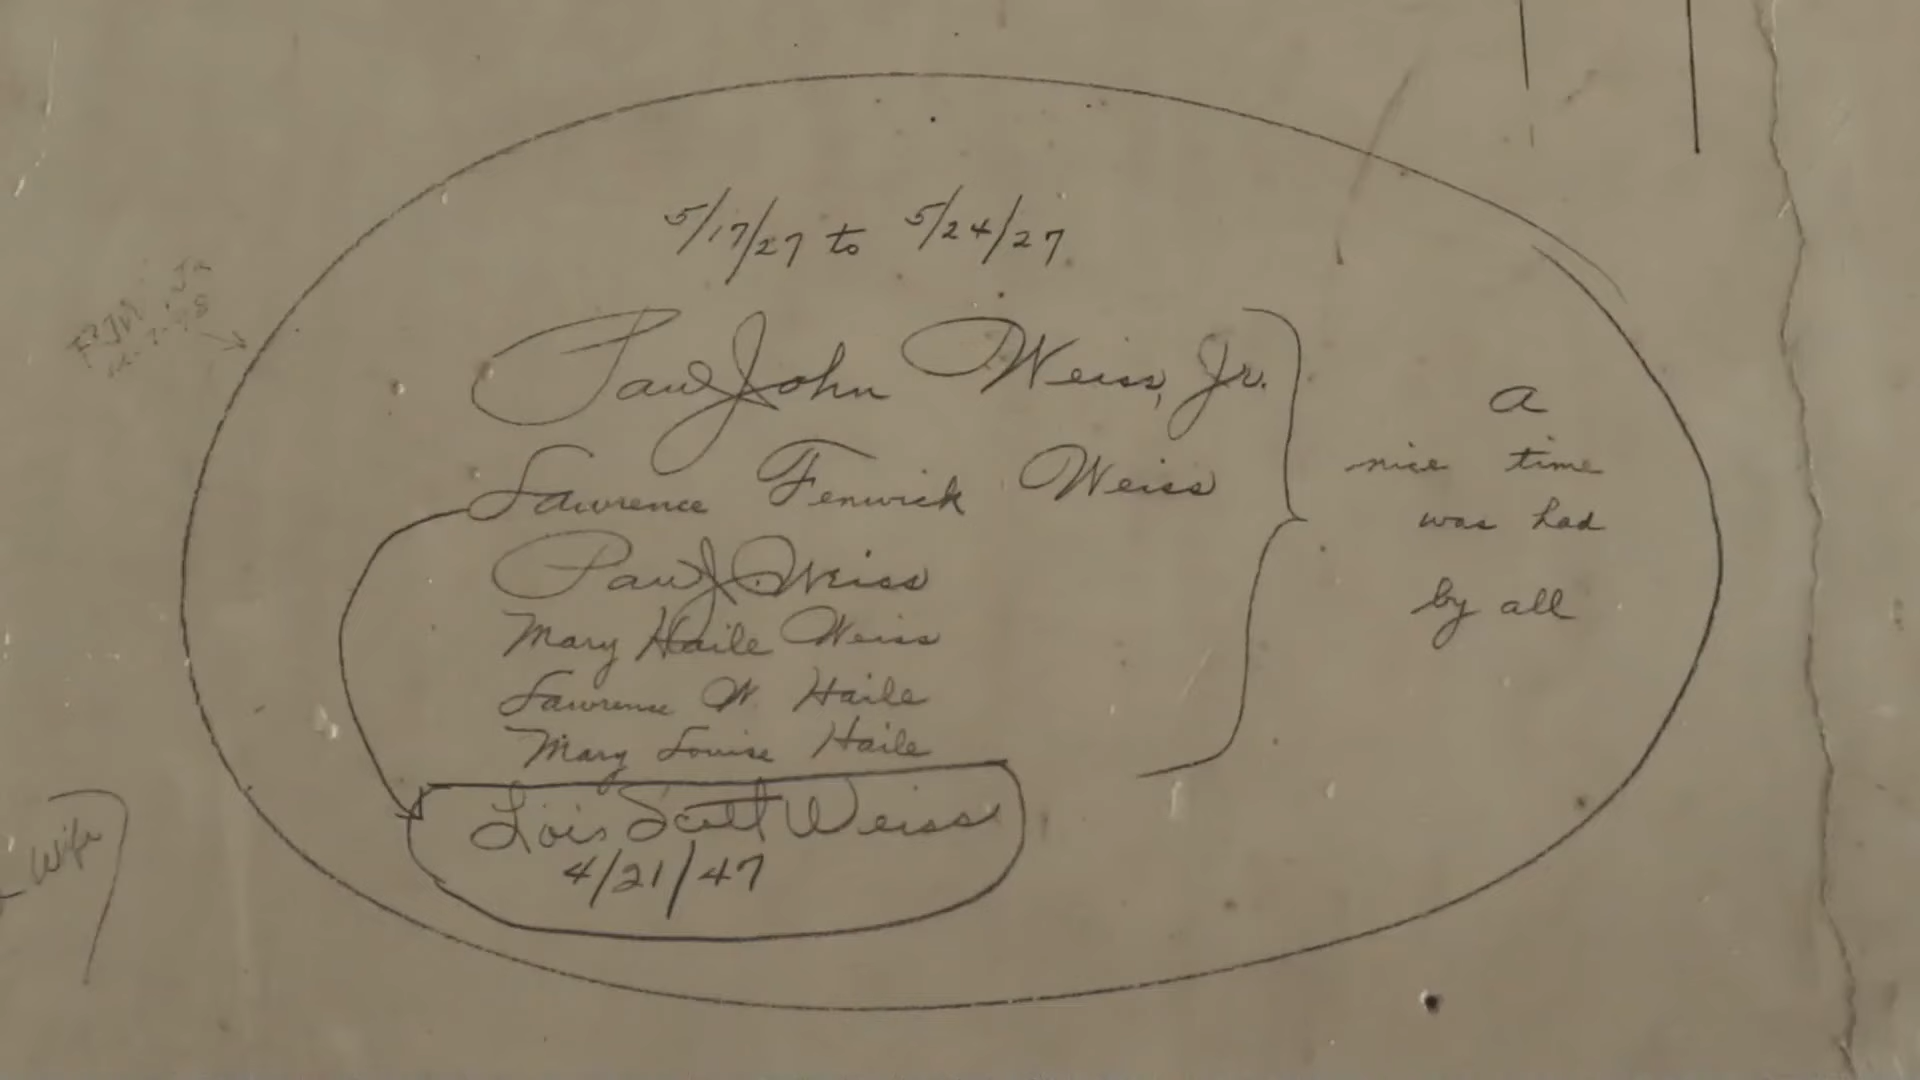 5/17/27 to 5/24/27
Paul John Weiss, Jr.
Lawrence Fenwick Weiss
Paul J. Weiss
Mary Haile Weiss
Lawrence W. Haile
Mary Louise Haile
A
nice time
was had
by all
Lois Scott Weiss
4/21/47
Wife